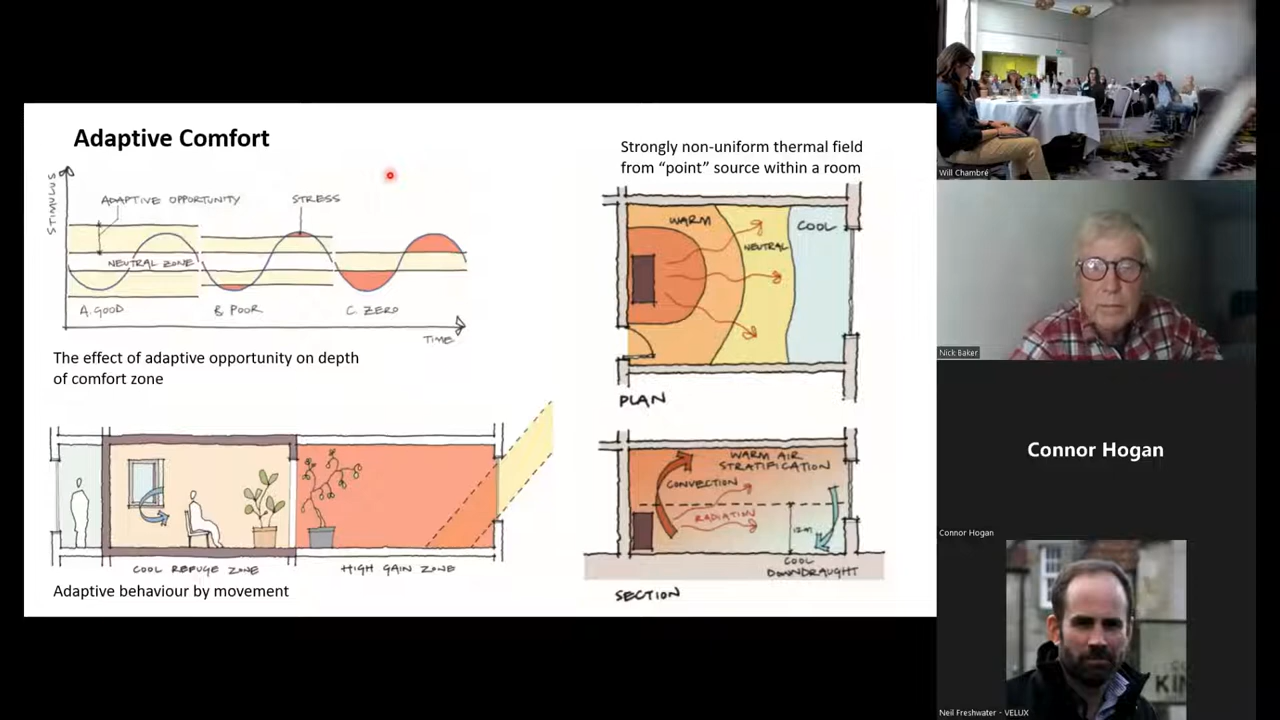 Adaptive Comfort
STIMULUS
ADAPTIVE OPPORTUNITY
STRESS
NEUTRAL ZONE
A. GOOD
B. POOR
C. ZERO
TIME
The effect of adaptive opportunity on depth
of comfort zone
COOL REFUGE ZONE
HIGH GAIN ZONE
Adaptive behaviour by movement
Strongly non-uniform thermal field
from “point” source within a room
WARM
NEUTRAL
COOL
PLAN
WARM AIR
STRATIFICATION
CONVECTION
RADIATION
COOL
DOWNDRAUGHT
SECTION
Will Chambré
Nick Baker
Connor Hogan
Connor Hogan
Neil Freshwater - VELUX